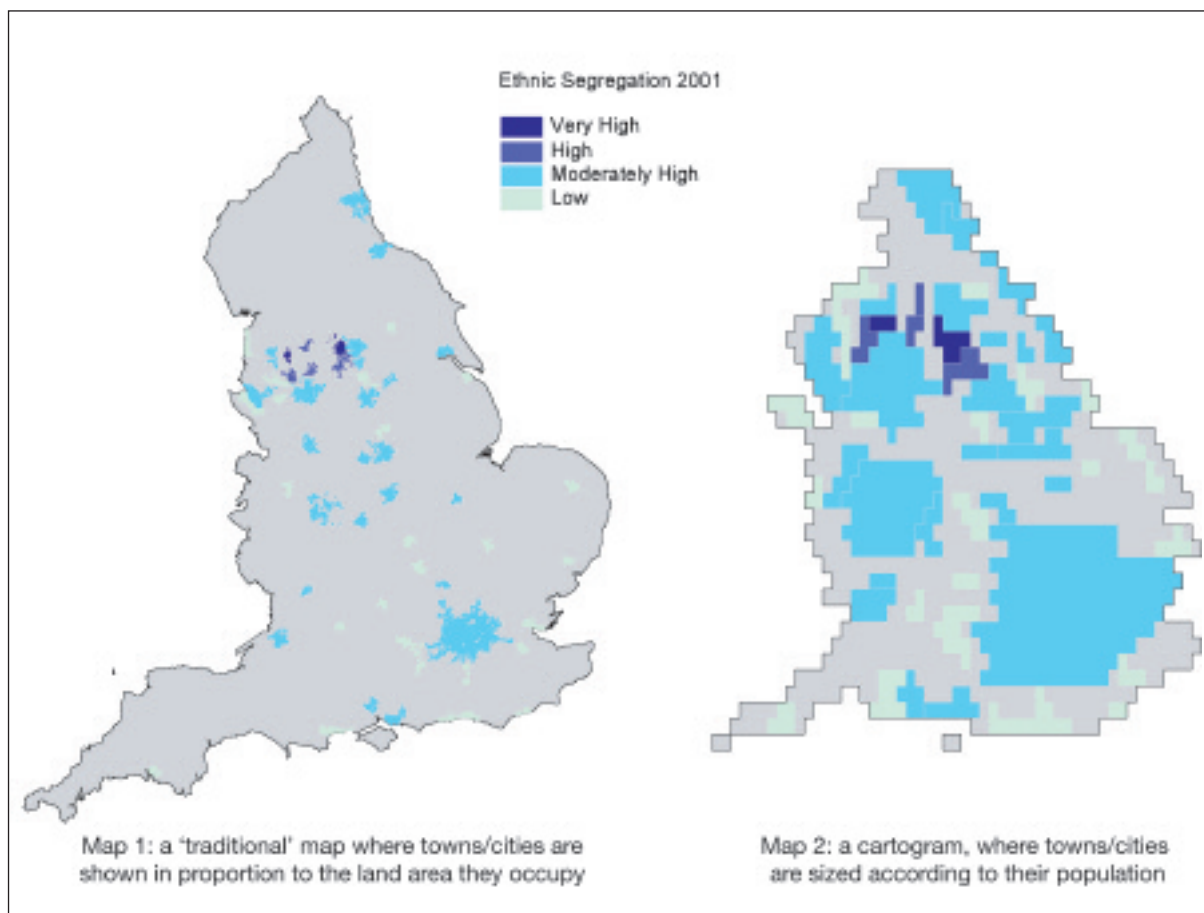 Ethnic Segregation 2001
Very High
High
Moderately High
Low
Map 1: a ‘traditional’ map where towns/cities are
shown in proportion to the land area they occupy
Map 2: a cartogram, where towns/cities
are sized according to their population